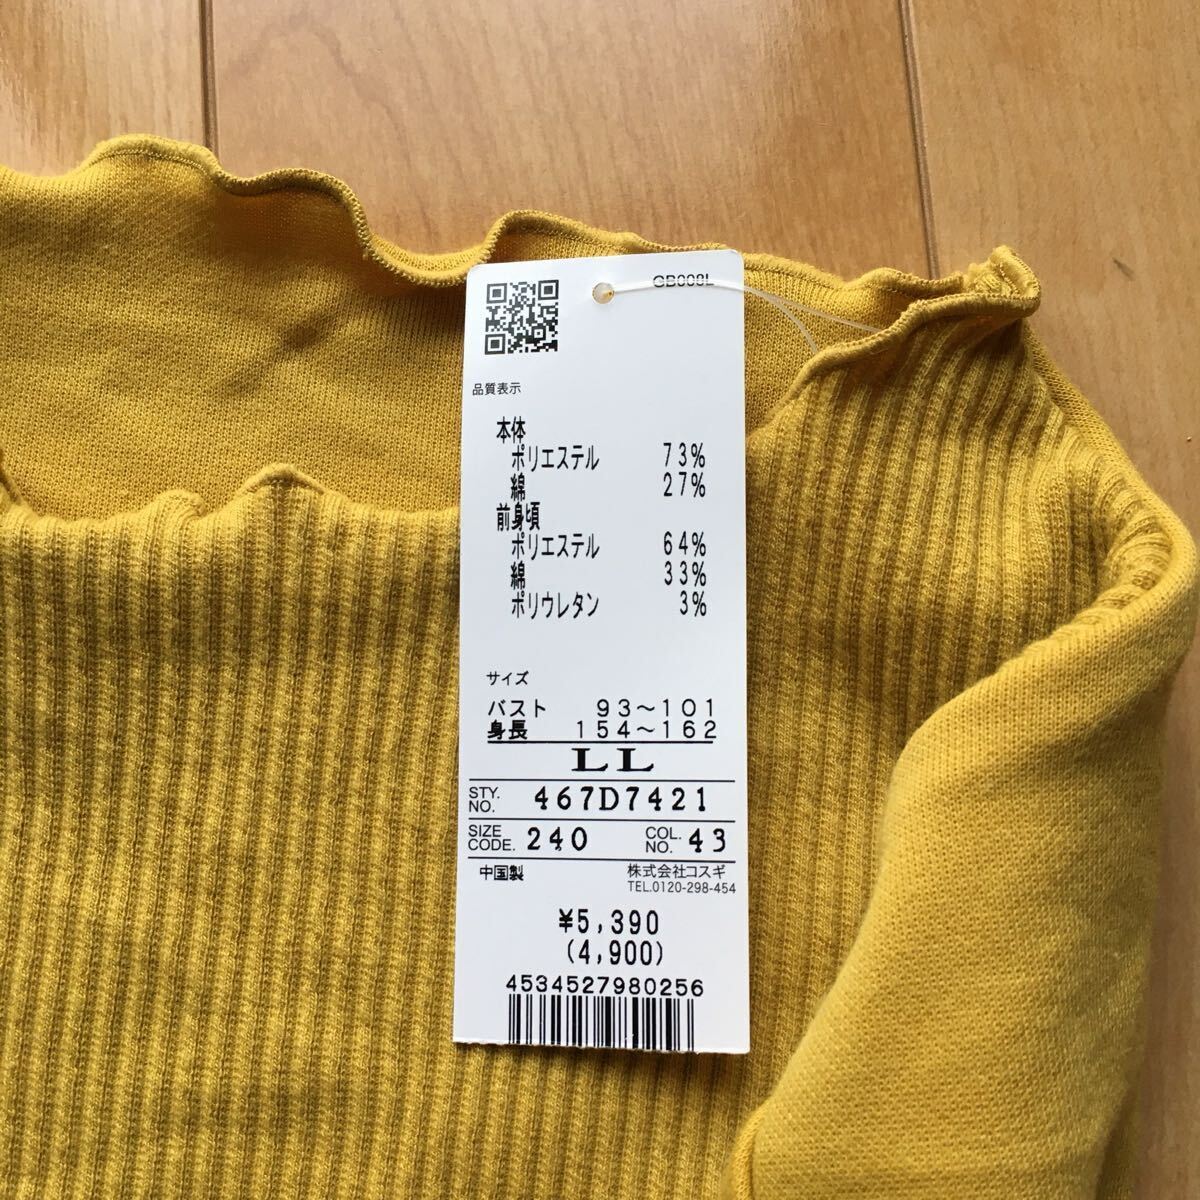 GB008L
品質表示
本体
ポリエステル 73%
綿 27%
前身頃
ポリエステル 64%
綿 33%
ポリウレタン 3%
サイズ
バスト 93~101
身長 154~162
LL
STY. NO. 467D7421
SIZE CODE. 240 COL. NO. 43
中国製 株式会社コスギ
TEL.0120-298-454
¥5,390
(4,900)
4534527980256